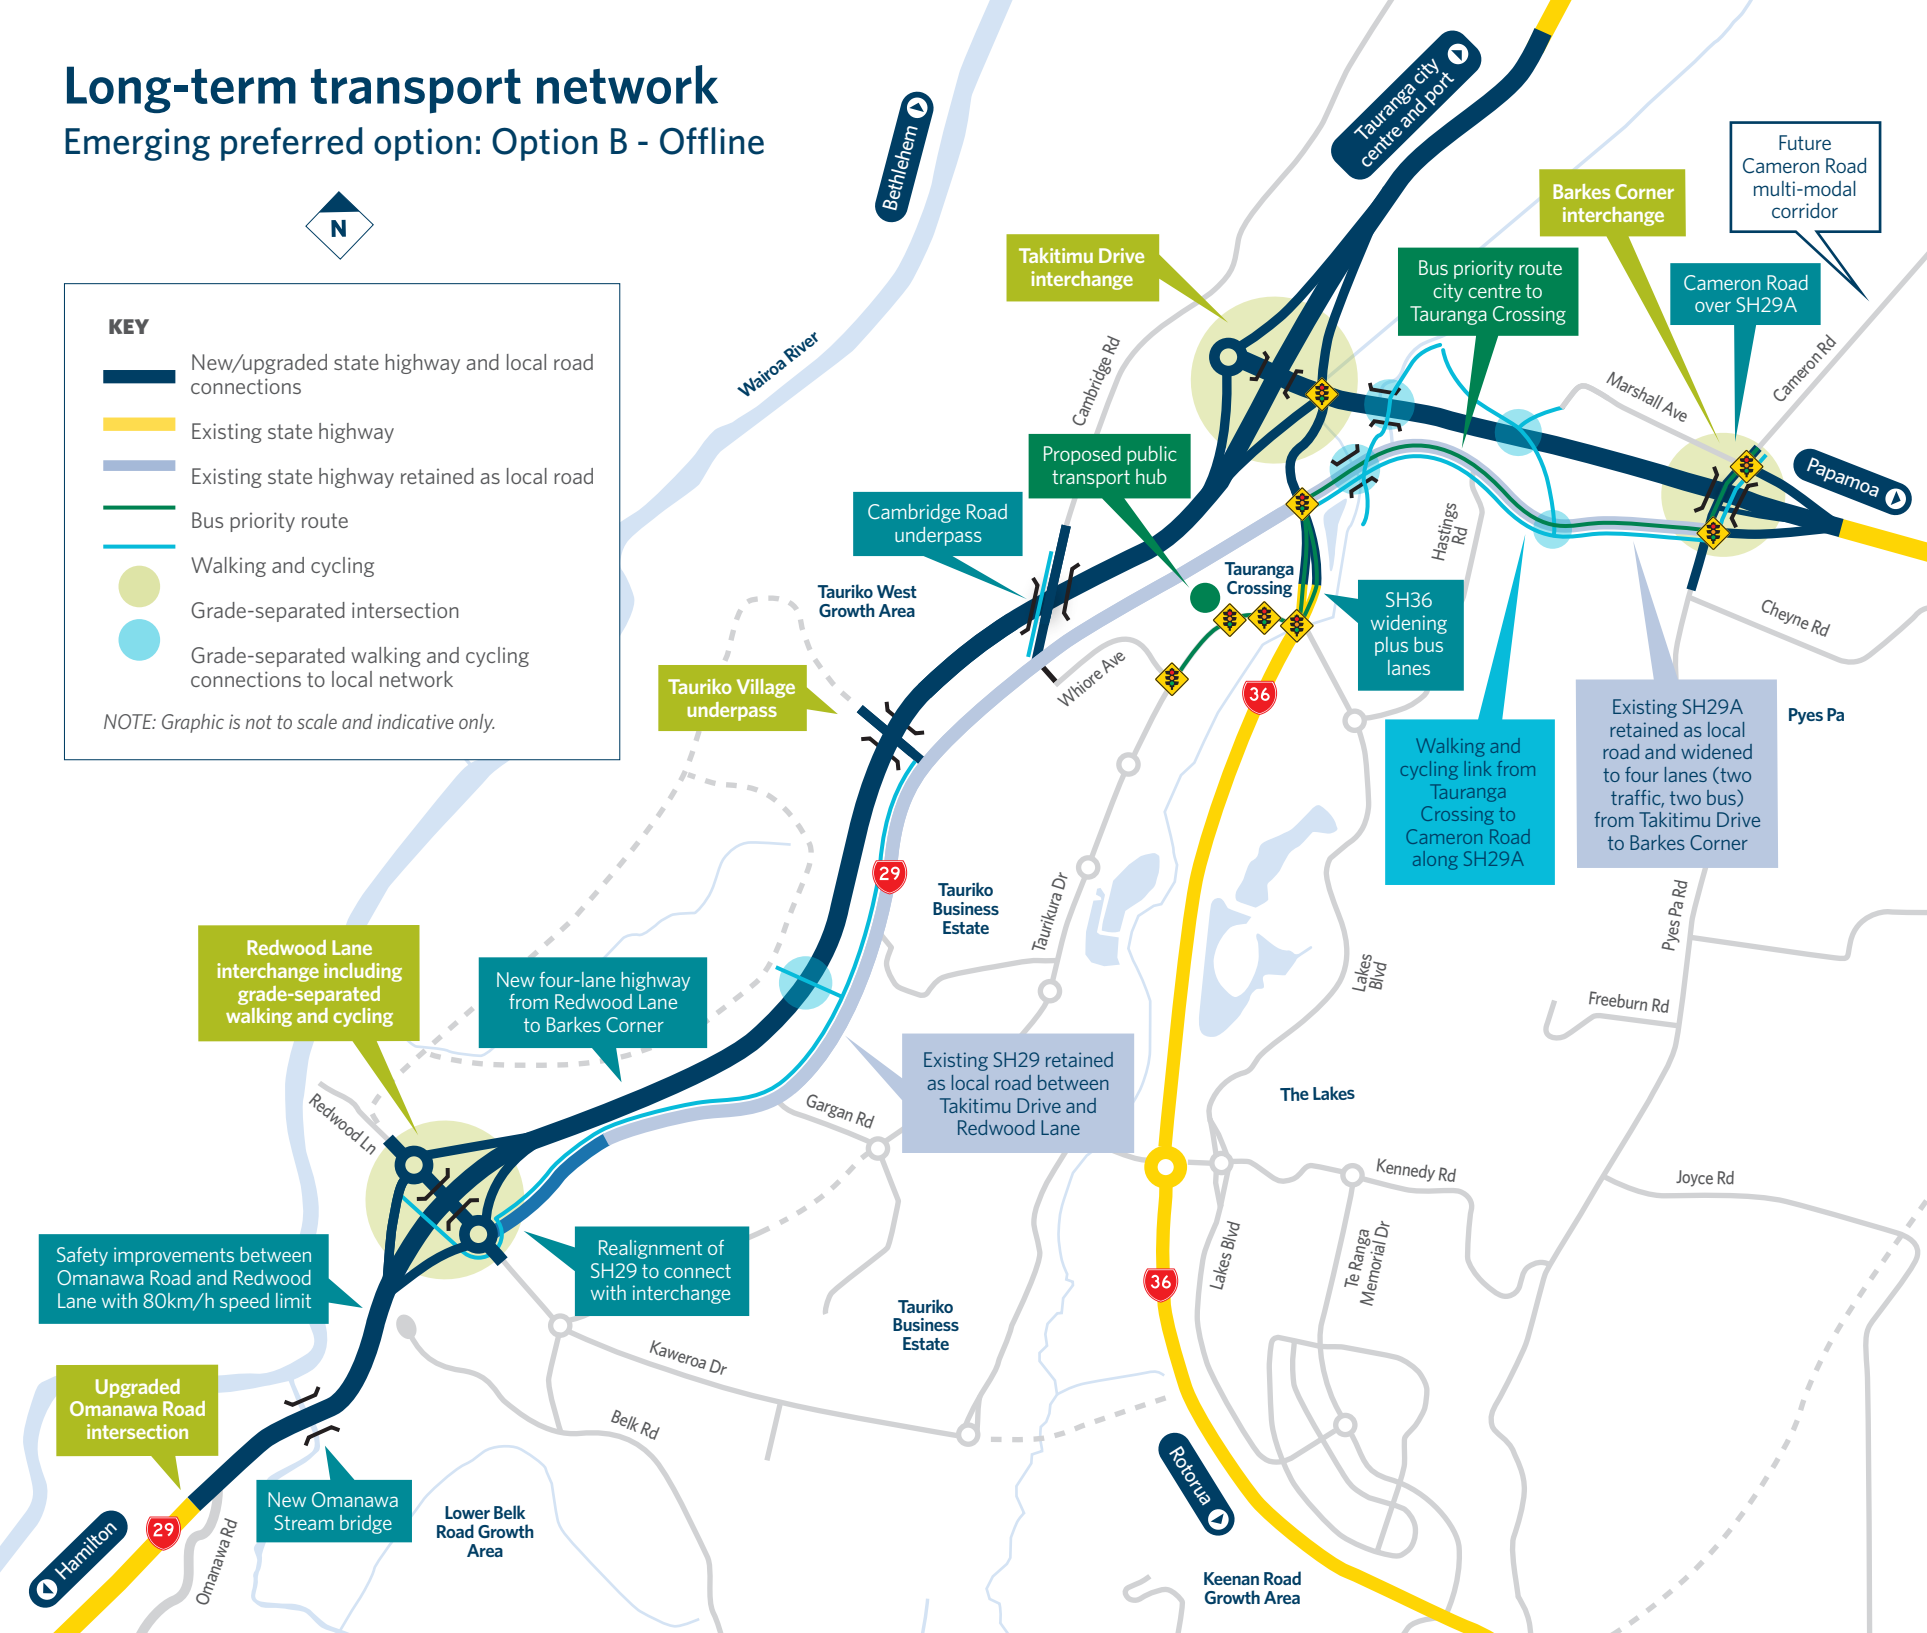 Long-term transport network
Emerging preferred option: Option B - Offline
N
KEY
New/upgraded state highway and local road
connections
Existing state highway
Existing state highway retained as local road
Bus priority route
Walking and cycling
Grade-separated intersection
Grade-separated walking and cycling
connections to local network
NOTE: Graphic is not to scale and indicative only.
Bethlehem
Wairoa River
Tauranga city
centre and port
Takitimu Drive
interchange
Bus priority route
city centre to
Tauranga Crossing
Barkes Corner
interchange
Future
Cameron Road
multi-modal
corridor
Cameron Road
over SH29A
Cameron Rd
Marshall Ave
Papamoa
Cambridge Rd
Proposed public
transport hub
Cambridge Road
underpass
Tauriko West
Growth Area
Tauranga
Crossing
Hastings
Rd
SH36
widening
plus bus
lanes
Cheyne Rd
Whiore Ave
Tauriko Village
underpass
36
Walking and
cycling link from
Tauranga
Crossing to
Cameron Road
along SH29A
Existing SH29A
retained as local
road and widened
to four lanes (two
traffic, two bus)
from Takitimu Drive
to Barkes Corner
Pyes Pa
29
Tauriko
Business
Estate
Taurikura Dr
Pyes Pa Rd
Lakes
Blvd
Freeburn Rd
Redwood Lane
interchange including
grade-separated
walking and cycling
New four-lane highway
from Redwood Lane
to Barkes Corner
Existing SH29 retained
as local road between
Takitimu Drive and
Redwood Lane
The Lakes
Redwood Ln
Gargan Rd
Kennedy Rd
Joyce Rd
Safety improvements between
Omanawa Road and Redwood
Lane with 80km/h speed limit
Realignment of
SH29 to connect
with interchange
36
Lakes Blvd
Te Ranga
Memorial Dr
Tauriko
Business
Estate
Kaweroa Dr
Belk Rd
Upgraded
Omanawa Road
intersection
New Omanawa
Stream bridge
Lower Belk
Road Growth
Area
Rotorua
29
Hamilton
Omanawa Rd
Keenan Road
Growth Area